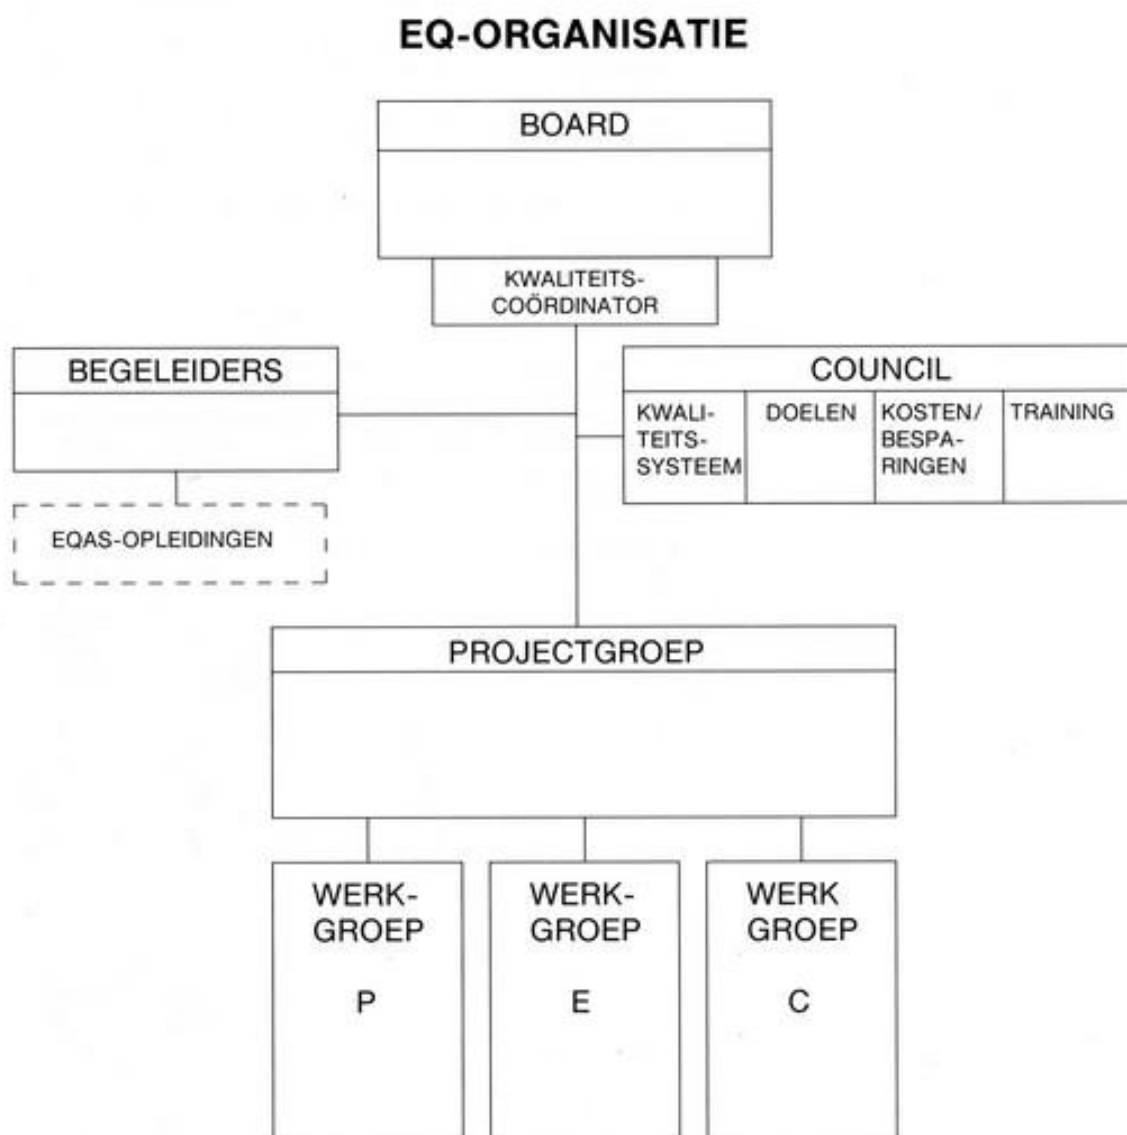 EQ-ORGANISATIE
BOARD
KWALITEITS-
COÖRDINATOR
BEGELEIDERS
EQAS-OPLEIDINGEN
COUNCIL
KWALI-
TEITS-
SYSTEEM
DOELEN
KOSTEN/
BESPA-
RINGEN
TRAINING
PROJECTGROEP
WERK-
GROEP
P
WERK-
GROEP
E
WERK
GROEP
C